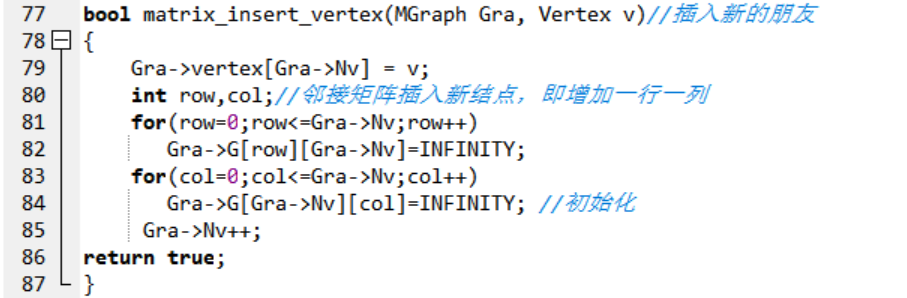 77 bool matrix_insert_vertex(MGraph Gra, Vertex v)//插入新的朋友
78 {
79 Gra->vertex[Gra->Nv] = v;
80 int row,col;//邻接矩阵插入新结点，即增加一行一列
81 for(row=0;row<=Gra->Nv;row++)
82 Gra->G[row][Gra->Nv]=INFINITY;
83 for(col=0;col<=Gra->Nv;col++)
84 Gra->G[Gra->Nv][col]=INFINITY; //初始化
85 Gra->Nv++;
86 return true;
87 }